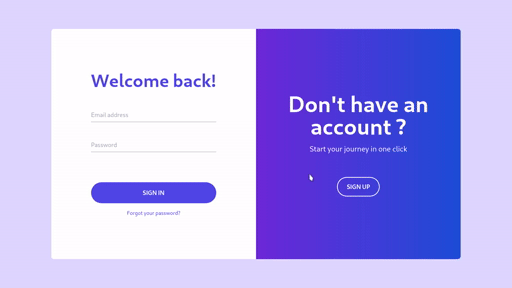 Welcome back!
Email address
Password
SIGN IN
Forgot your password?
Don't have an
account ?
Start your journey in one click
SIGN UP